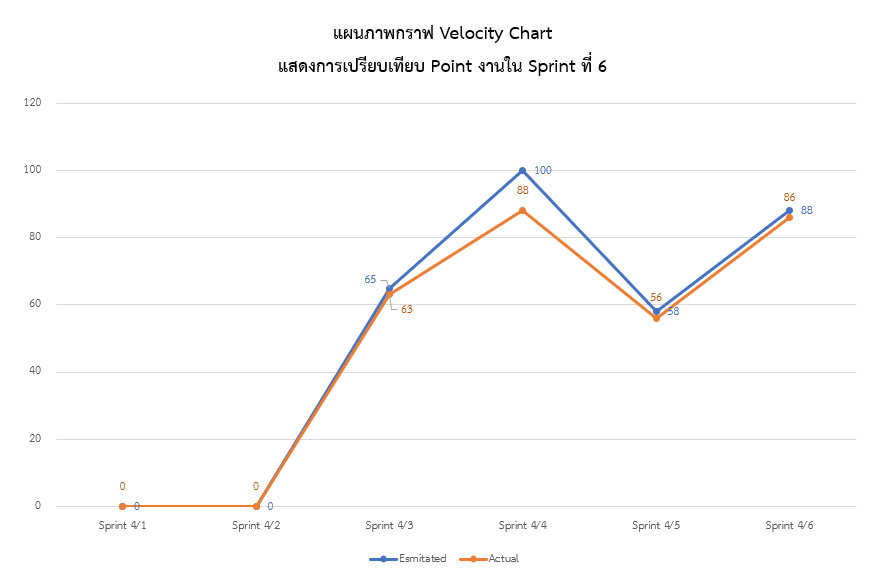 แผนภาพกราฟ Velocity Chart
แสดงการเปรียบเทียบ Point งานใน Sprint ที่ 6
120
100
80
60
40
20
0
0
0
0
0
65
63
100
88
56
58
86
88
Sprint 4/1
Sprint 4/2
Sprint 4/3
Sprint 4/4
Sprint 4/5
Sprint 4/6
Esmitated
Actual